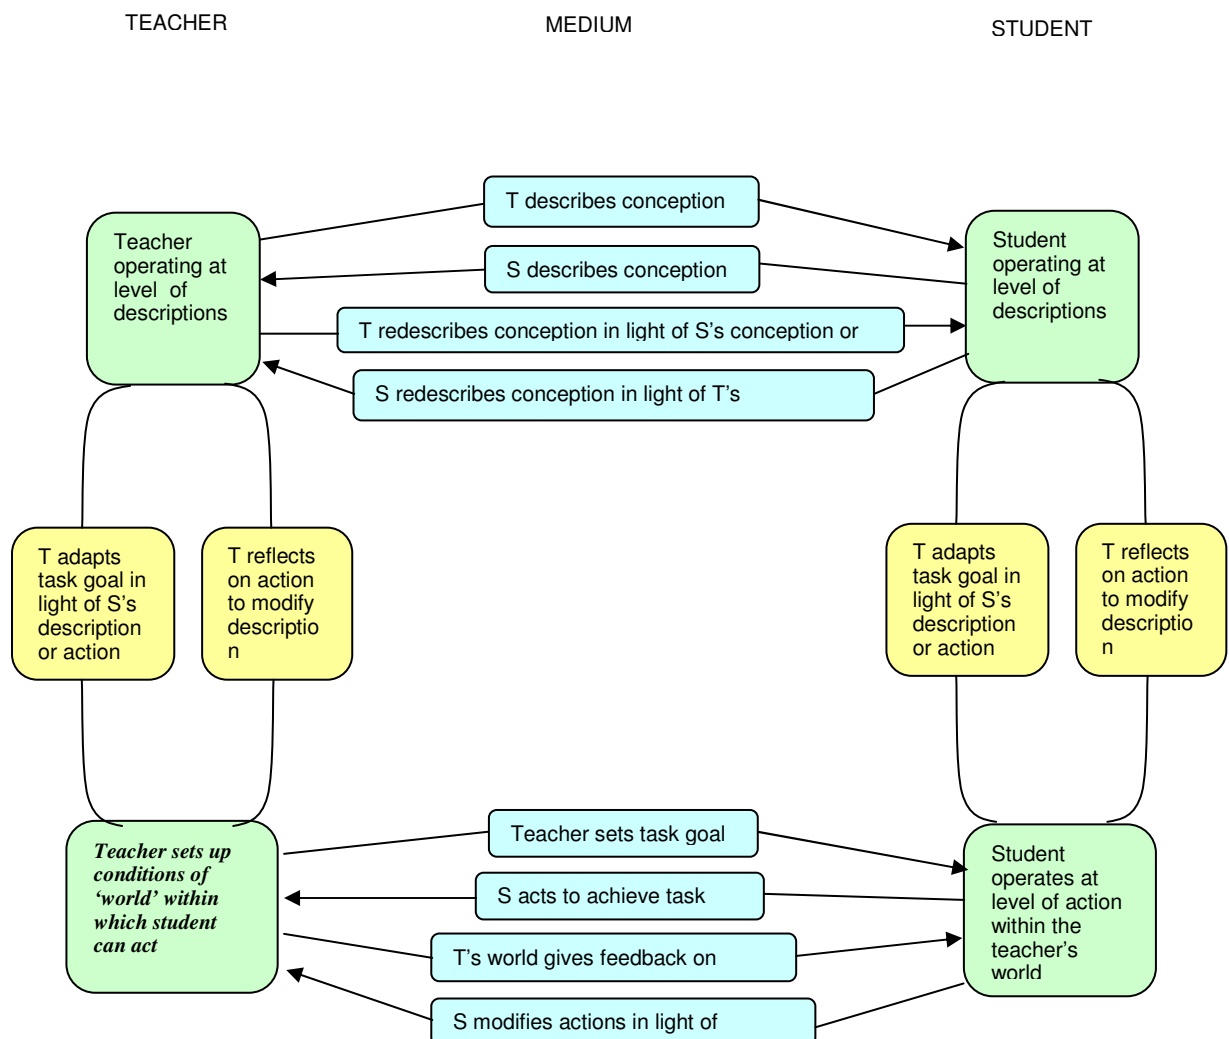 TEACHER
MEDIUM
STUDENT
T describes conception
Teacher
operating at
level of
descriptions
Student
operating at
level of
descriptions
S describes conception
T redescribes conception in light of S's conception or
S redescribes conception in light of T's
T adapts
task goal in
light of S's
description
or action
T reflects
on action
to modify
descriptio
n
T adapts
task goal in
light of S's
description
or action
T reflects
on action
to modify
descriptio
n
Teacher sets up
conditions of
‘world’ within
which student
can act
Teacher sets task goal
S acts to achieve task
T's world gives feedback on
S modifies actions in light of
Student
operates at
level of action
within the
teacher's
world